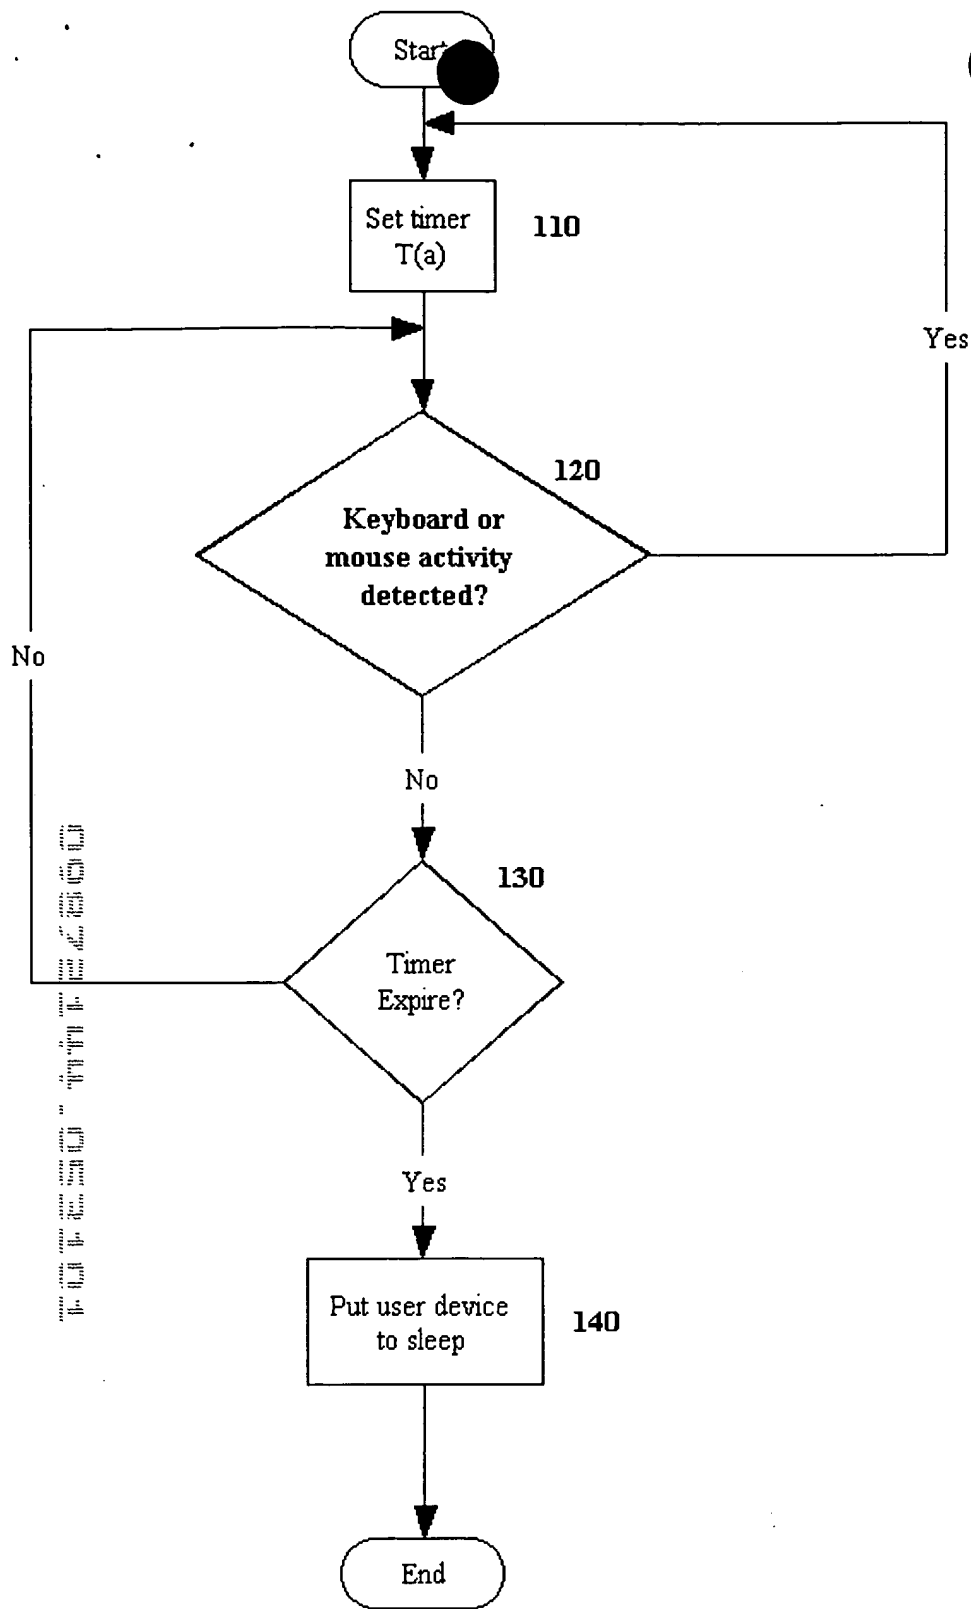 Start
Set timer
T(a)
110
Yes
120
Keyboard or
mouse activity
detected?
No
No
130
Timer
Expire?
Yes
Put user device
to sleep
140
End